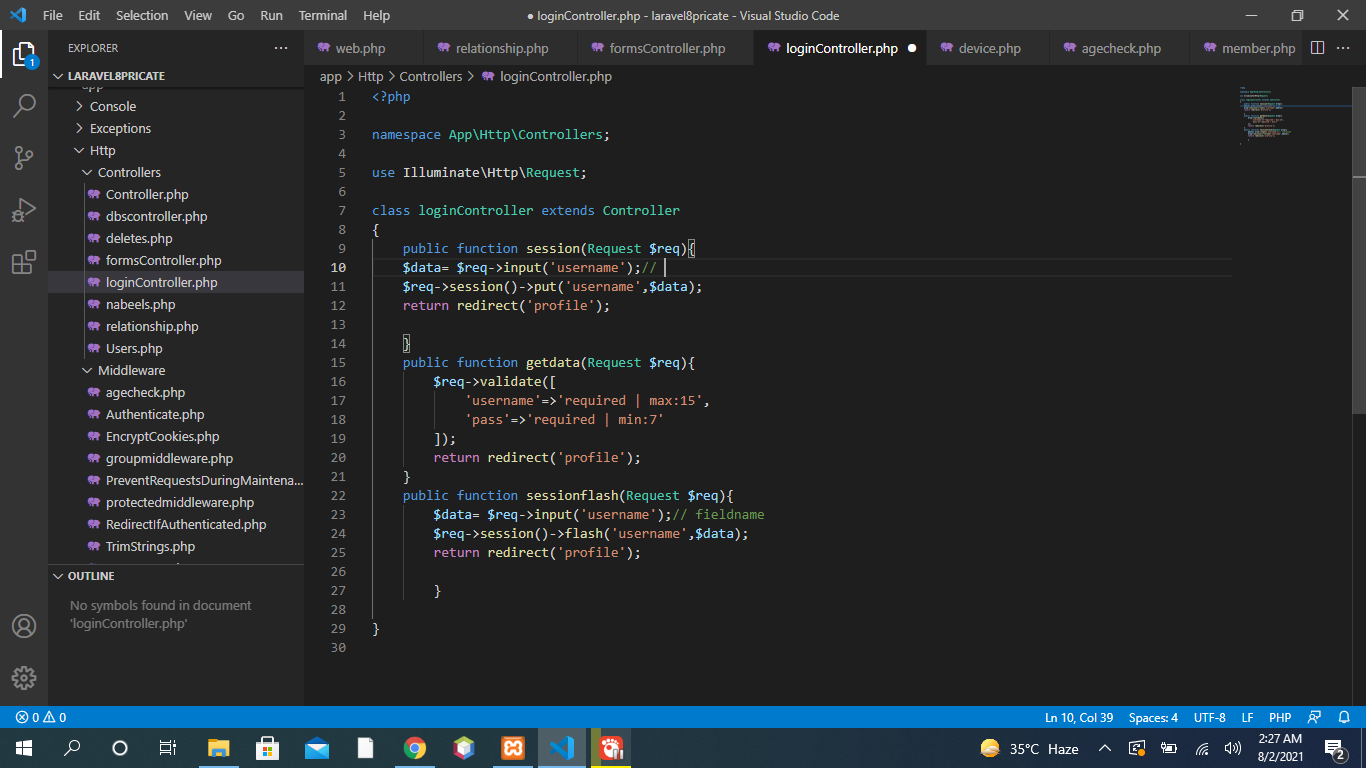 File Edit Selection View Go Run Terminal Help
● loginController.php - laravel8pricate - Visual Studio Code
EXPLORER
web.php
relationship.php
formsController.php
loginController.php
device.php
agecheck.php
member.php
1
LARAVEL8PRICATE
app
Console
Exceptions
Http
Controllers
Controller.php
dbscontroller.php
deletes.php
formsController.php
loginController.php
nabeels.php
relationship.php
Users.php
Middleware
agecheck.php
Authenticate.php
EncryptCookies.php
groupmiddleware.php
PreventRequestsDuringMaintena...
protectedmiddleware.php
RedirectIfAuthenticated.php
TrimStrings.php
OUTLINE
No symbols found in document
'loginController.php'
app > Http > Controllers > loginController.php
1 <?php
2
3 namespace App\Http\Controllers;
4
5 use Illuminate\Http\Request;
6
7 class loginController extends Controller
8 {
9 public function session(Request $req){
10 $data= $req->input('username');//
11 $req->session()->put('username',$data);
12 return redirect('profile');
13
14 }
15 public function getdata(Request $req){
16 $req->validate([
17 'username'=>'required | max:15',
18 'pass'=>'required | min:7'
19 ]);
20 return redirect('profile');
21 }
22 public function sessionflash(Request $req){
23 $data= $req->input('username');// fieldname
24 $req->session()->flash('username',$data);
25 return redirect('profile');
26
27 }
28
29 }
30
0 0
Ln 10, Col 39 Spaces: 4 UTF-8 LF PHP
35°C Haze
2:27 AM
8/2/2021
2